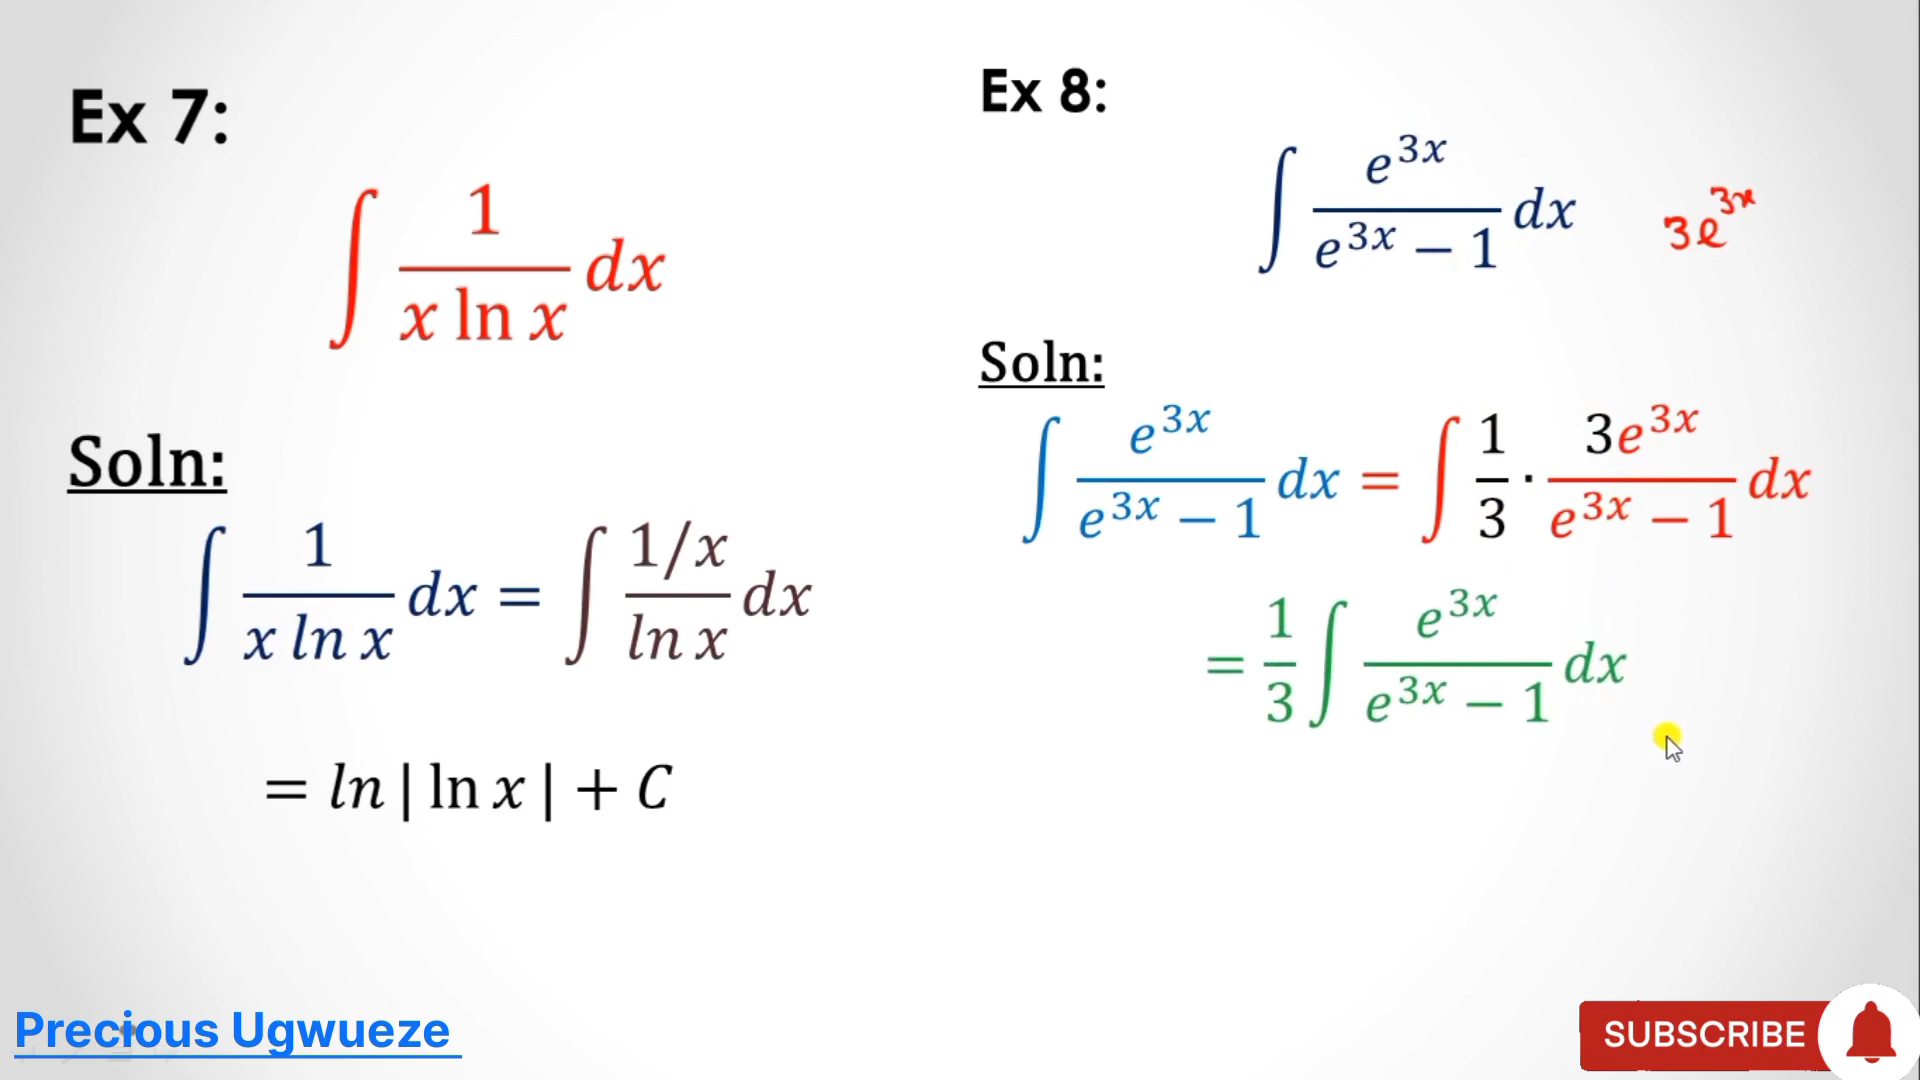 Ex 7:
∫ 1/(x ln x) dx
Soln:
∫ 1/(x ln x) dx = ∫ (1/x)/(ln x) dx
= ln | ln x | + C
Ex 8:
∫ e^{3x}/(e^{3x} − 1) dx 3e^{3x}
Soln:
∫ e^{3x}/(e^{3x} − 1) dx = ∫ 1/3 · 3e^{3x}/(e^{3x} − 1) dx
= 1/3 ∫ e^{3x}/(e^{3x} − 1) dx
Precious Ugwueze
SUBSCRIBE